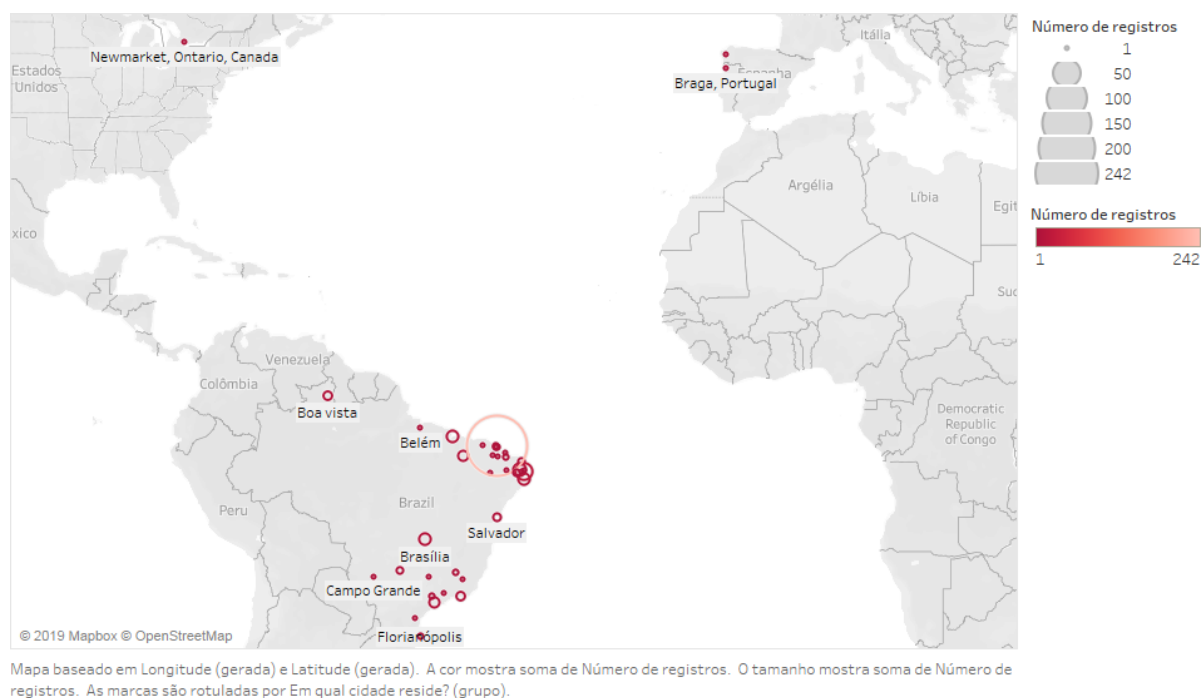 Newmarket, Ontario, Canada
Estados
Unidos
xico
Itália
Espanha
Braga, Portugal
Argélia
Líbia
Egit
Suc
Venezuela
Colômbia
Boa vista
Belém
Democratic
Republic
of Congo
Peru
Brazil
Salvador
Brasília
Campo Grande
Florianópolis
© 2019 Mapbox © OpenStreetMap
Número de registros
1
50
100
150
200
242
Número de registros
1 242
Mapa baseado em Longitude (gerada) e Latitude (gerada). A cor mostra soma de Número de registros. O tamanho mostra soma de Número de
registros. As marcas são rotuladas por Em qual cidade reside? (grupo).